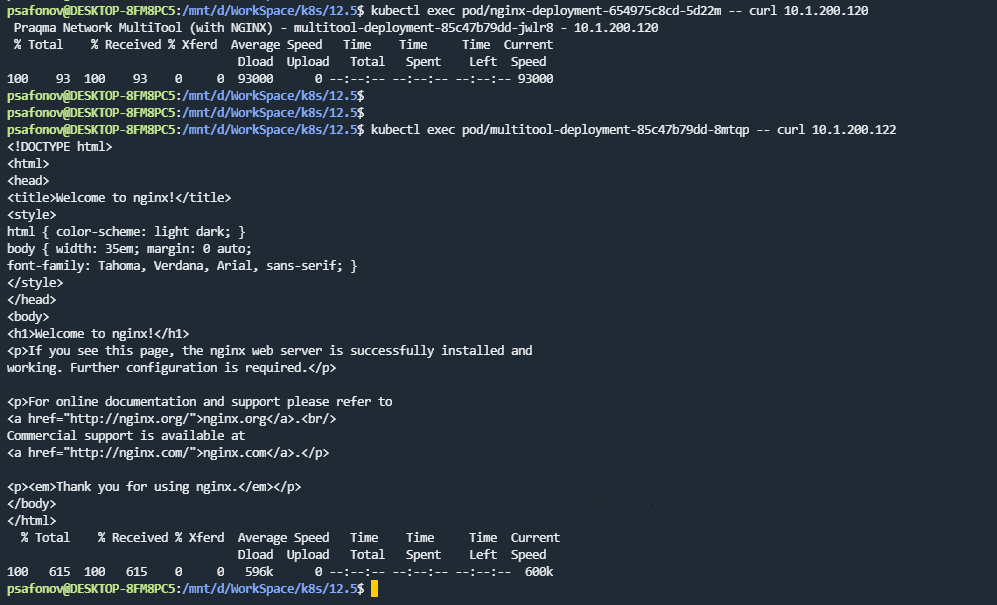 psafonov@DESKTOP-8FM8PC5:/mnt/d/WorkSpace/k8s/12.5$ kubectl exec pod/nginx-deployment-654975c8cd-5d22m -- curl 10.1.200.120
Praqma Network MultiTool (with NGINX) - multitool-deployment-85c47b79dd-jwlr8 - 10.1.200.120
% Total    % Received % Xferd  Average Speed   Time    Time     Time  Current
Dload  Upload   Total   Spent    Left  Speed
100    93  100    93    0     0  93000      0 --:--:-- --:--:-- --:--:-- 93000
psafonov@DESKTOP-8FM8PC5:/mnt/d/WorkSpace/k8s/12.5$
psafonov@DESKTOP-8FM8PC5:/mnt/d/WorkSpace/k8s/12.5$
psafonov@DESKTOP-8FM8PC5:/mnt/d/WorkSpace/k8s/12.5$ kubectl exec pod/multitool-deployment-85c47b79dd-8mtqp -- curl 10.1.200.122
<!DOCTYPE html>
<html>
<head>
<title>Welcome to nginx!</title>
<style>
html { color-scheme: light dark; }
body { width: 35em; margin: 0 auto;
font-family: Tahoma, Verdana, Arial, sans-serif; }
</style>
</head>
<body>
<h1>Welcome to nginx!</h1>
<p>If you see this page, the nginx web server is successfully installed and
working. Further configuration is required.</p>

<p>For online documentation and support please refer to
<a href="http://nginx.org/">nginx.org</a>.<br/>
Commercial support is available at
<a href="http://nginx.com/">nginx.com</a>.</p>

<p><em>Thank you for using nginx.</em></p>
</body>
</html>
% Total    % Received % Xferd  Average Speed   Time    Time     Time  Current
Dload  Upload   Total   Spent    Left  Speed
100   615  100   615    0     0   596k      0 --:--:-- --:--:-- --:--:--  600k
psafonov@DESKTOP-8FM8PC5:/mnt/d/WorkSpace/k8s/12.5$